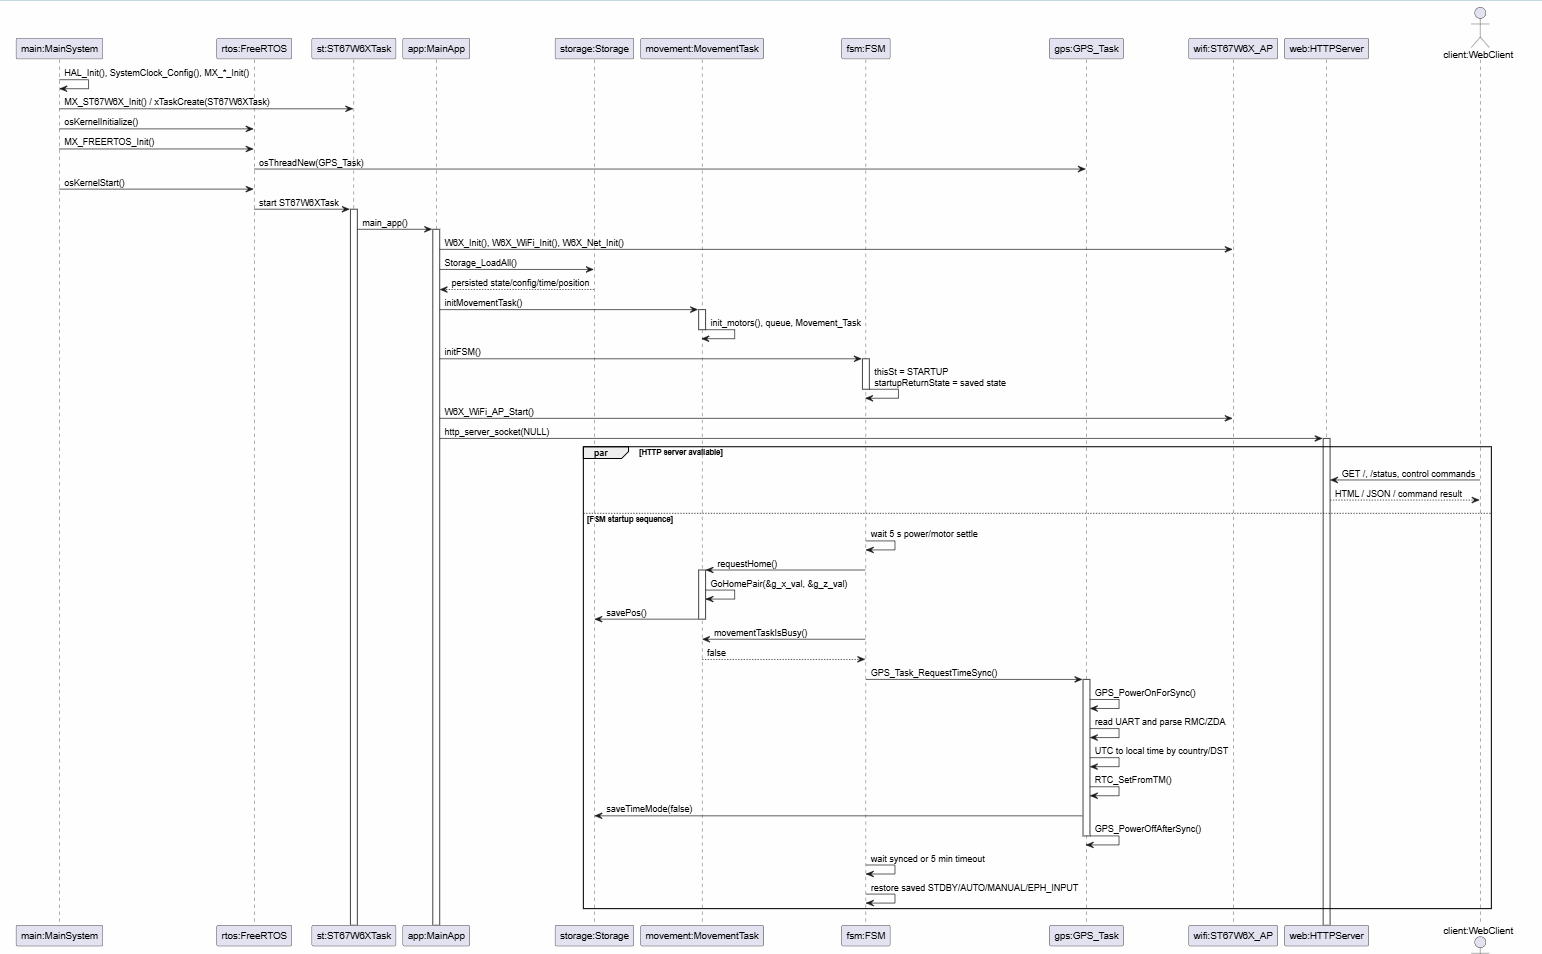 client:WebClient
main:MainSystem
rtos:FreeRTOS
st:ST67W6XTask
app:MainApp
storage:Storage
movement:MovementTask
fsm:FSM
gps:GPS_Task
wifi:ST67W6X_AP
web:HTTPServer
HAL_Init(), SystemClock_Config(), MX_*_Init()
MX_ST67W6X_Init() / xTaskCreate(ST67W6XTask)
osKernelInitialize()
MX_FREERTOS_Init()
osThreadNew(GPS_Task)
osKernelStart()
start ST67W6XTask
main_app()
W6X_Init(), W6X_WiFi_Init(), W6X_Net_Init()
Storage_LoadAll()
persisted state/config/time/position
initMovementTask()
init_motors(), queue, Movement_Task
initFSM()
thisSt = STARTUP
startupReturnState = saved state
W6X_WiFi_AP_Start()
http_server_socket(NULL)
par
[HTTP server available]
GET /, /status, control commands
HTML / JSON / command result
[FSM startup sequence]
wait 5 s power/motor settle
requestHome()
GoHomePair(&g_x_val, &g_z_val)
savePos()
movementTaskIsBusy()
false
GPS_Task_RequestTimeSync()
GPS_PowerOnForSync()
read UART and parse RMC/ZDA
UTC to local time by country/DST
RTC_SetFromTM()
saveTimeMode(false)
GPS_PowerOffAfterSync()
wait synced or 5 min timeout
restore saved STDBY/AUTO/MANUAL/EPH_INPUT
main:MainSystem
rtos:FreeRTOS
st:ST67W6XTask
app:MainApp
storage:Storage
movement:MovementTask
fsm:FSM
gps:GPS_Task
wifi:ST67W6X_AP
web:HTTPServer
client:WebClient